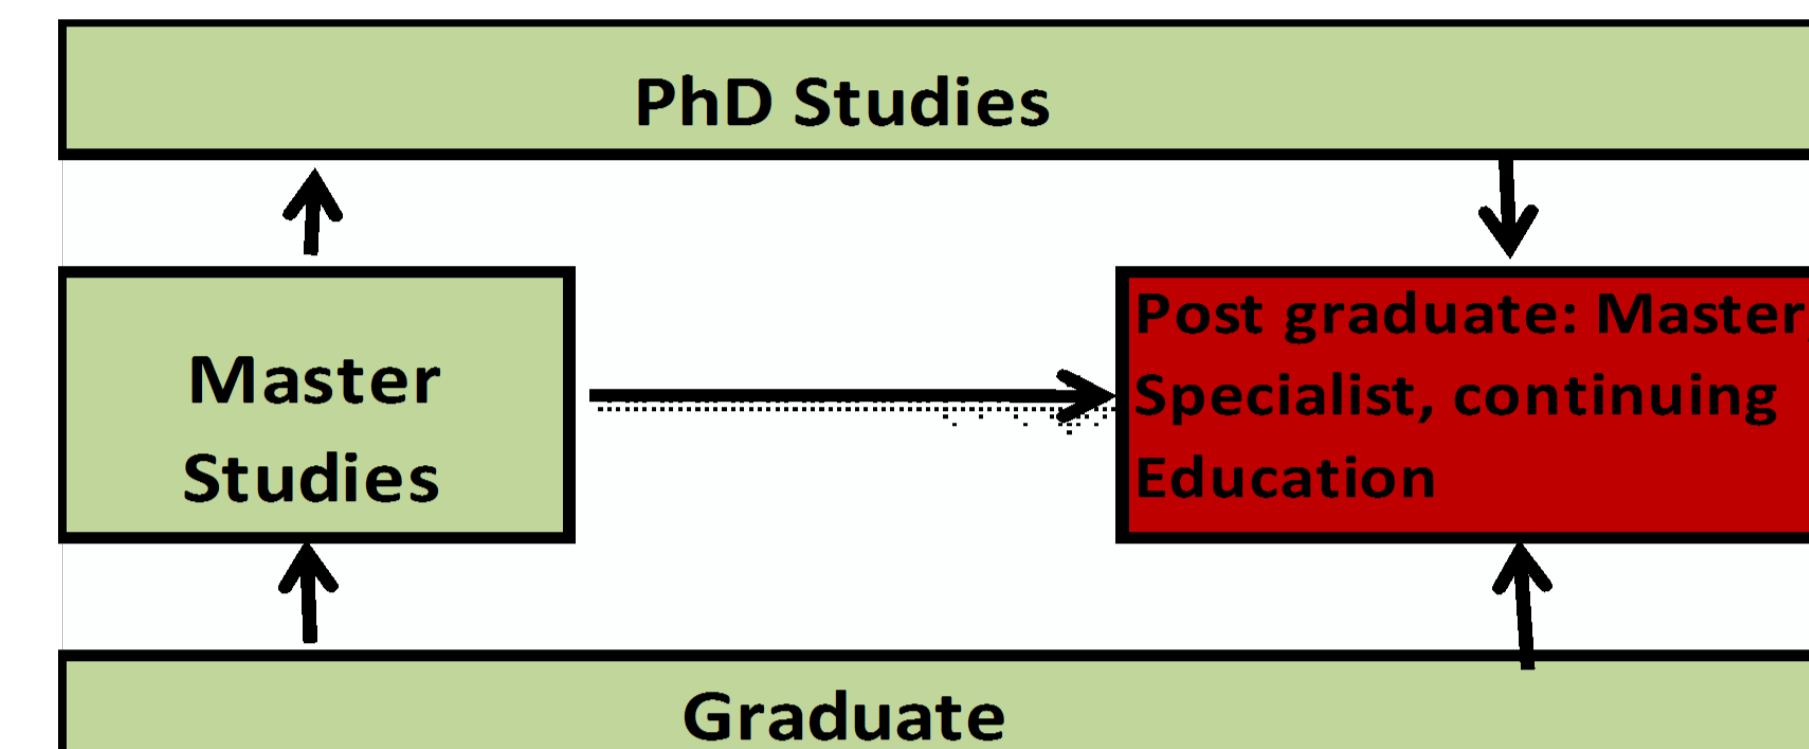 PhD Studies
Master
Studies
Post graduate: Master,
Specialist, continuing
Education
Graduate